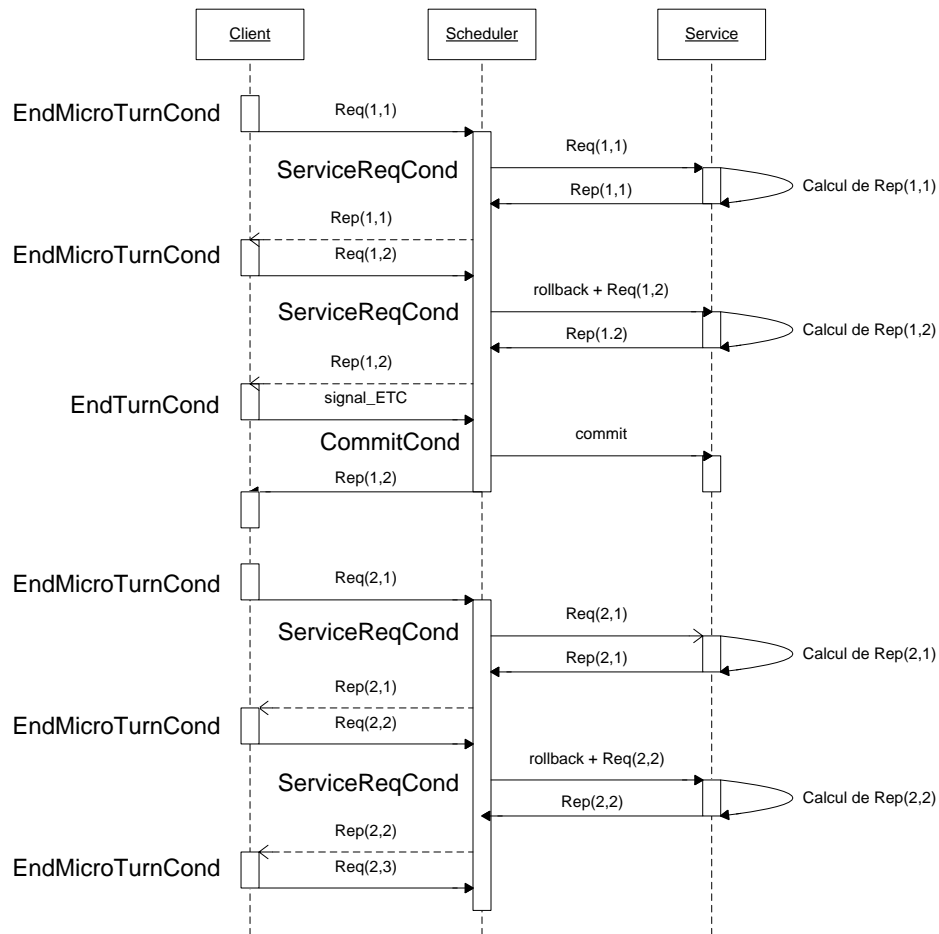 Client
Scheduler
Service
EndMicroTurnCond
Req(1,1)
Req(1,1)
ServiceReqCond
Rep(1,1)
Calcul de Rep(1,1)
Rep(1,1)
EndMicroTurnCond
Req(1,2)
rollback + Req(1,2)
ServiceReqCond
Rep(1.2)
Calcul de Rep(1,2)
Rep(1,2)
EndTurnCond
signal_ETC
CommitCond
commit
Rep(1,2)
EndMicroTurnCond
Req(2,1)
Req(2,1)
ServiceReqCond
Rep(2,1)
Calcul de Rep(2,1)
Rep(2,1)
EndMicroTurnCond
Req(2,2)
rollback + Req(2,2)
ServiceReqCond
Rep(2,2)
Calcul de Rep(2,2)
Rep(2,2)
EndMicroTurnCond
Req(2,3)